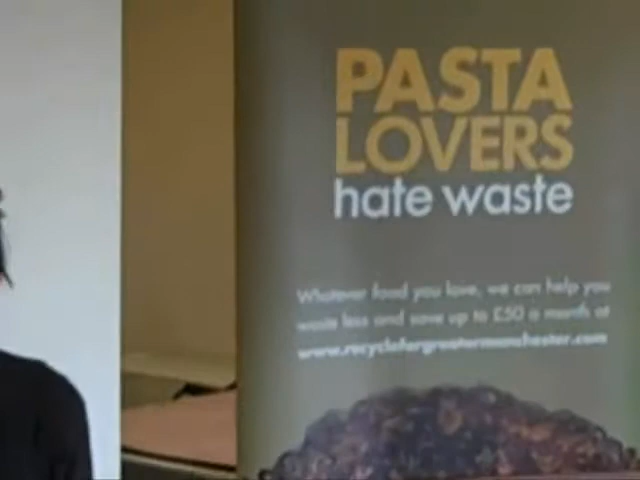 PASTA
LOVERS
hate waste
Whatever food you love, we can help you
waste less and save up to £50 a month at
www.recycleforgreatermanchester.com